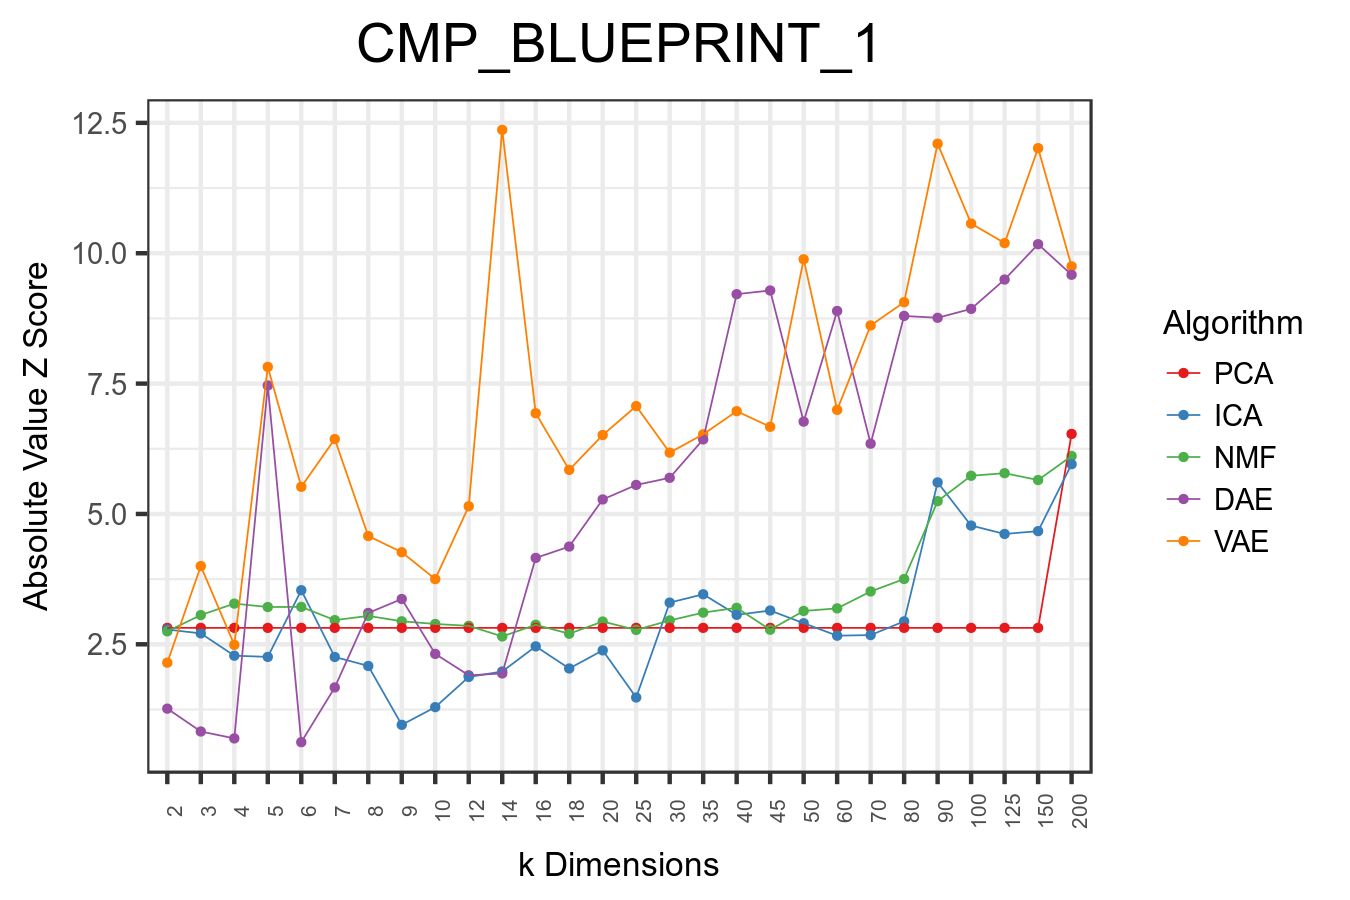 CMP_BLUEPRINT_1
Absolute Value Z Score
12.5
10.0
7.5
5.0
2.5
2 3 4 5 6 7 8 9 10 12 14 16 18 20 25 30 35 40 45 50 60 70 80 90 100 125 150 200
k Dimensions
Algorithm
PCA
ICA
NMF
DAE
VAE